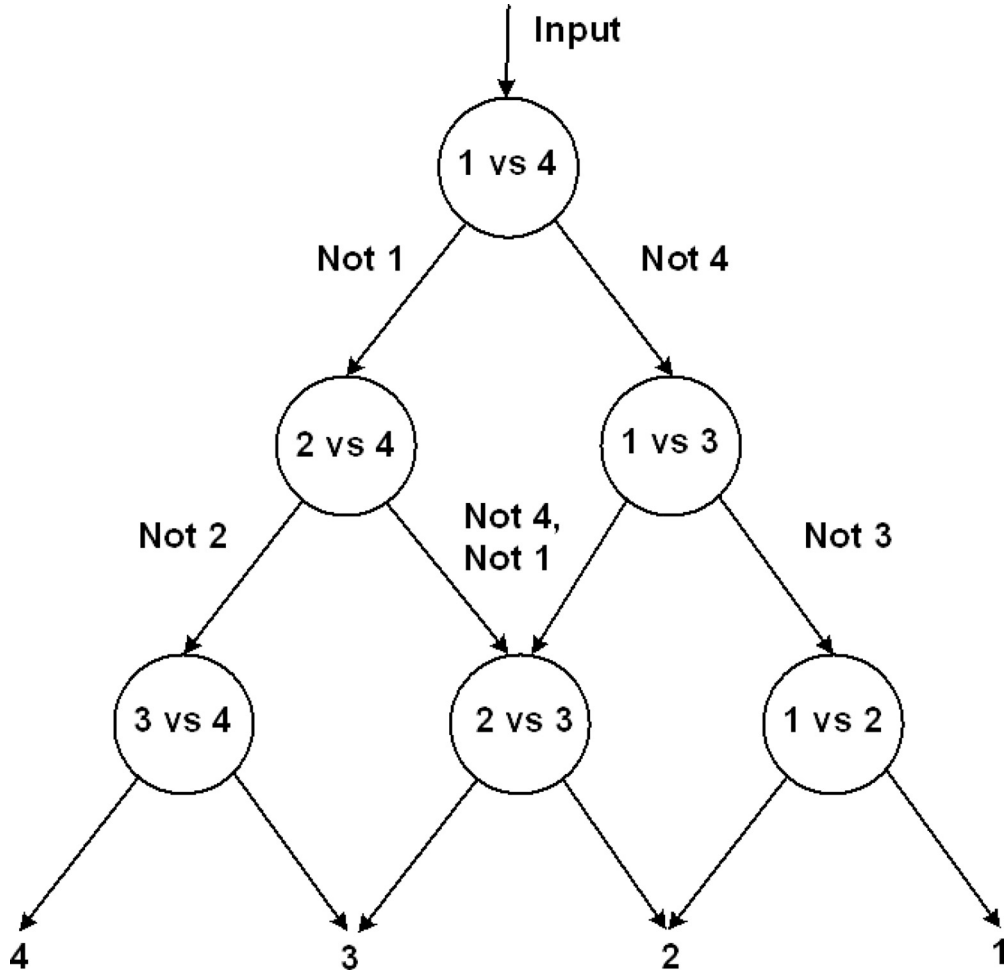 Input
1 vs 4
Not 1
Not 4
2 vs 4
1 vs 3
Not 2
Not 4,
Not 1
Not 3
3 vs 4
2 vs 3
1 vs 2
4
3
2
1